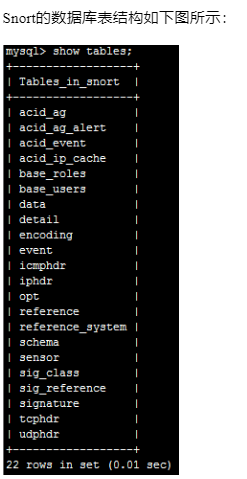 Snort的数据库表结构如下图所示:
mysql> show tables;
+------------------+
| Tables_in_snort  |
+------------------+
| acid_ag          |
| acid_ag_alert    |
| acid_event       |
| acid_ip_cache    |
| base_roles       |
| base_users       |
| data             |
| detail           |
| encoding         |
| event            |
| icmphdr          |
| iphdr            |
| opt              |
| reference        |
| reference_system |
| schema           |
| sensor           |
| sig_class        |
| sig_reference    |
| signature        |
| tcphdr           |
| udphdr           |
+------------------+
22 rows in set (0.01 sec)